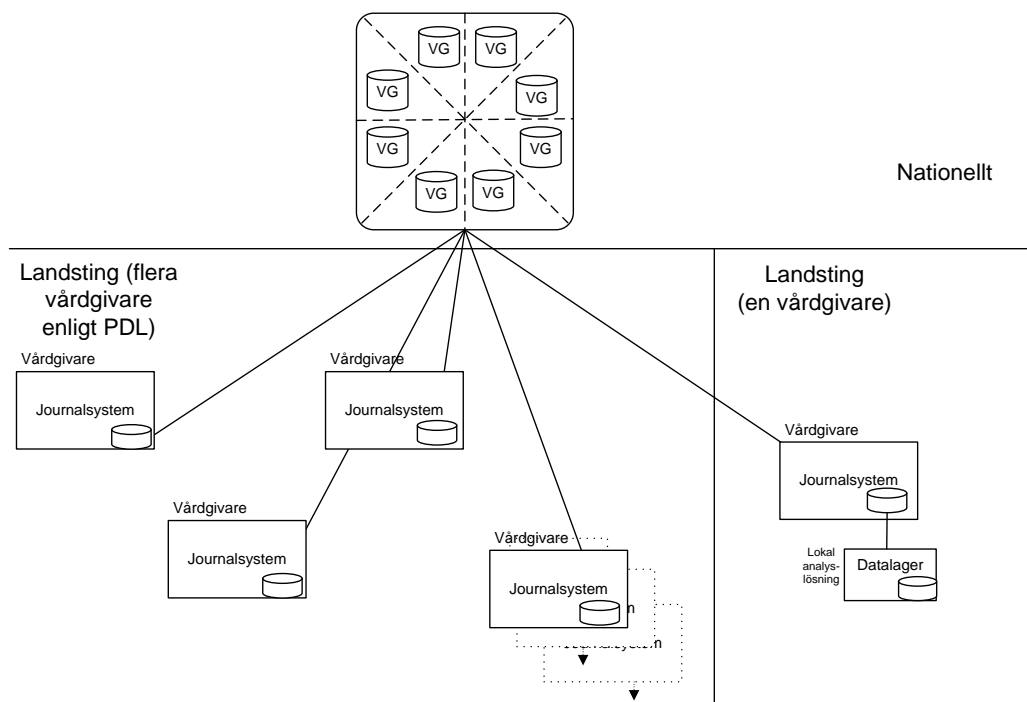 VG
VG
VG
VG
VG
VG
VG
VG
Nationellt
Landsting (flera
vårdgivare
enligt PDL)
Landsting
(en vårdgivare)
Vårdgivare
Journalsystem
Vårdgivare
Journalsystem
Vårdgivare
Journalsystem
Vårdgivare
Journalsystem
Vårdgivare
Journalsystem
Lokal
analys-
lösning
Datalager